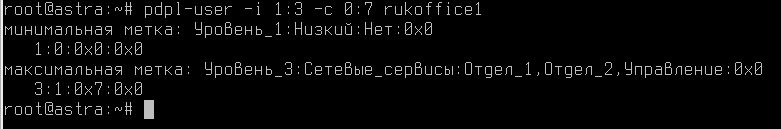 root@astra:~# pdpl-user -i 1:3 -c 0:7 rukoffice1
минимальная метка: Уровень_1:Низкий:Нет:0x0
1:0:0x0:0x0
максимальная метка: Уровень_3:Сетевые_сервисы:Отдел_1,Отдел_2,Управление:0x0
3:1:0x7:0x0
root@astra:~#